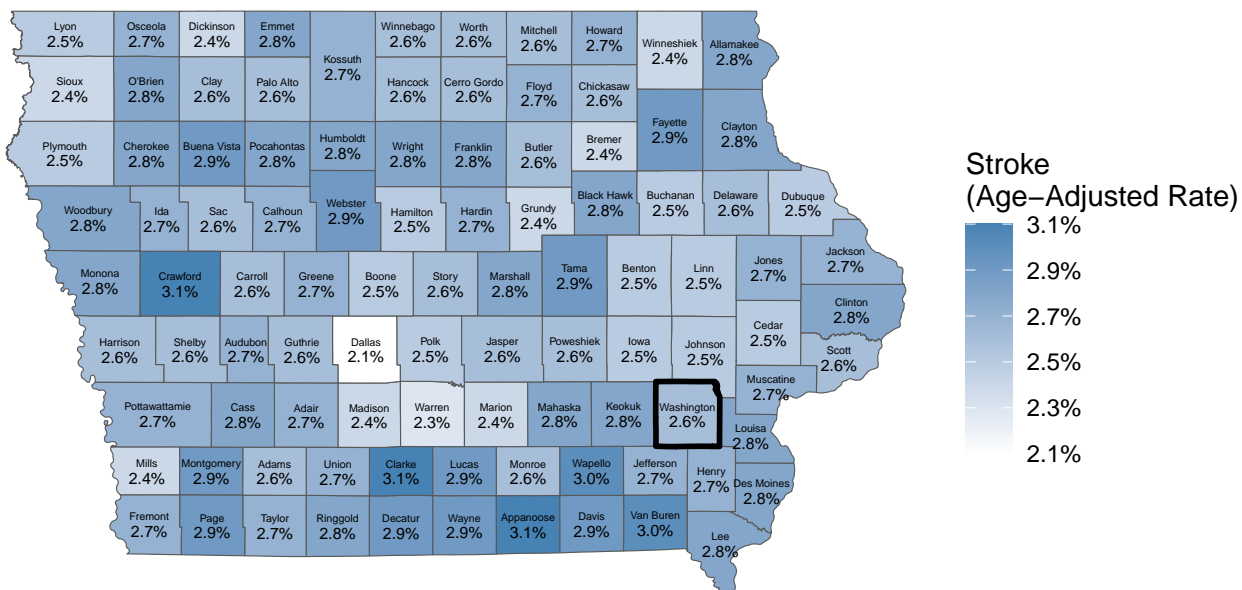 Lyon
2.5%
Osceola
2.7%
Dickinson
2.4%
Emmet
2.8%
Kossuth
2.7%
Winnebago
2.6%
Worth
2.6%
Mitchell
2.6%
Howard
2.7%
Winneshiek
2.4%
Allamakee
2.8%
Sioux
2.4%
O'Brien
2.8%
Clay
2.6%
Palo Alto
2.6%
Hancock
2.6%
Cerro Gordo
2.6%
Floyd
2.7%
Chickasaw
2.6%
Fayette
2.9%
Clayton
2.8%
Plymouth
2.5%
Cherokee
2.8%
Buena Vista
2.9%
Pocahontas
2.8%
Humboldt
2.8%
Wright
2.8%
Franklin
2.8%
Butler
2.6%
Bremer
2.4%
Woodbury
2.8%
Ida
2.7%
Sac
2.6%
Calhoun
2.7%
Webster
2.9%
Hamilton
2.5%
Hardin
2.7%
Grundy
2.4%
Black Hawk
2.8%
Buchanan
2.5%
Delaware
2.6%
Dubuque
2.5%
Monona
2.8%
Crawford
3.1%
Carroll
2.6%
Greene
2.7%
Boone
2.5%
Story
2.6%
Marshall
2.8%
Tama
2.9%
Benton
2.5%
Linn
2.5%
Jones
2.7%
Jackson
2.7%
Clinton
2.8%
Harrison
2.6%
Shelby
2.6%
Audubon
2.7%
Guthrie
2.6%
Dallas
2.1%
Polk
2.5%
Jasper
2.6%
Poweshiek
2.6%
Iowa
2.5%
Johnson
2.5%
Cedar
2.5%
Scott
2.6%
Muscatine
2.7%
Pottawattamie
2.7%
Cass
2.8%
Adair
2.7%
Madison
2.4%
Warren
2.3%
Marion
2.4%
Mahaska
2.8%
Keokuk
2.8%
Washington
2.6%
Louisa
2.8%
Mills
2.4%
Montgomery
2.9%
Adams
2.6%
Union
2.7%
Clarke
3.1%
Lucas
2.9%
Monroe
2.6%
Wapello
3.0%
Jefferson
2.7%
Henry
2.7%
Des Moines
2.8%
Fremont
2.7%
Page
2.9%
Taylor
2.7%
Ringgold
2.8%
Decatur
2.9%
Wayne
2.9%
Appanoose
3.1%
Davis
2.9%
Van Buren
3.0%
Lee
2.8%
Stroke
(Age−Adjusted Rate)
3.1%
2.9%
2.7%
2.5%
2.3%
2.1%